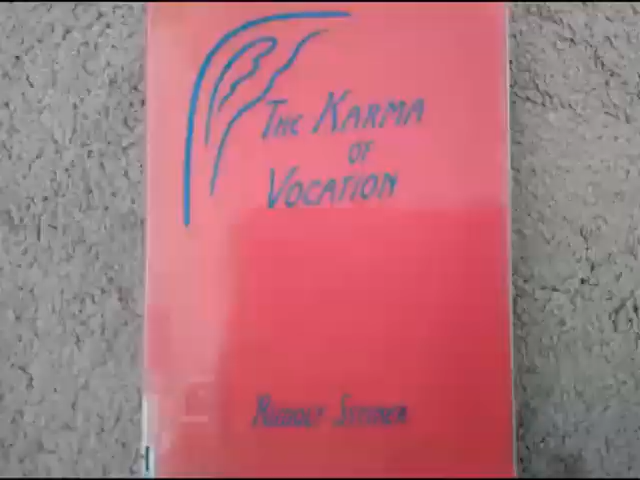 THE KARMA
OF
VOCATION
RUDOLF STEINER